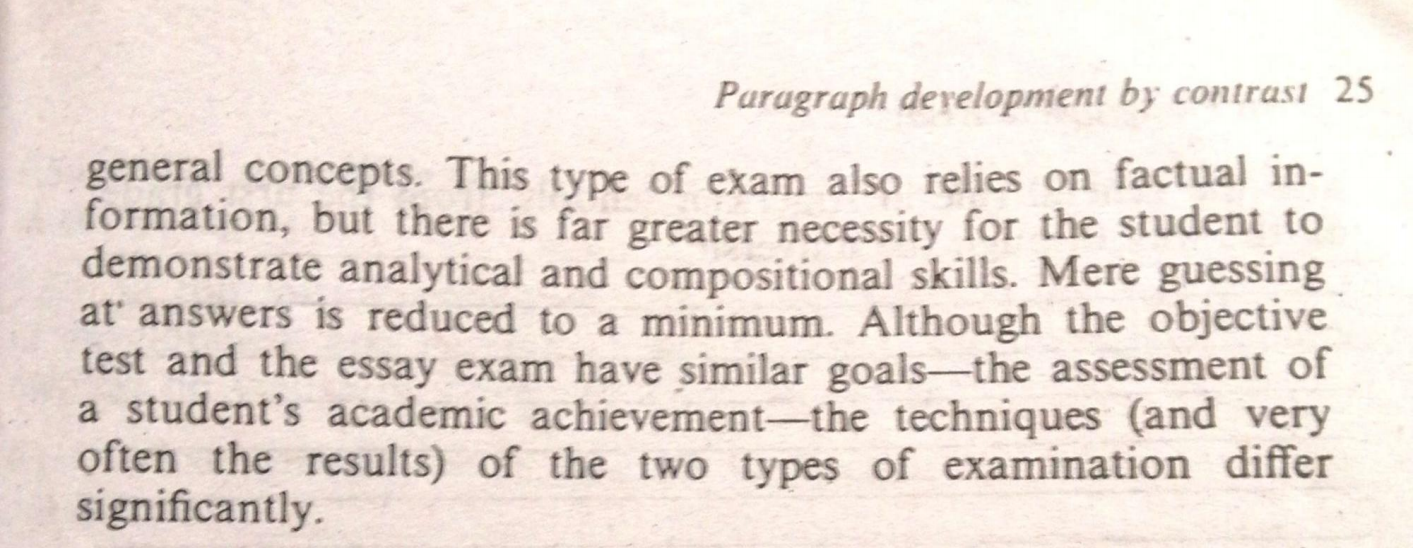 Paragraph development by contrast 25
general concepts. This type of exam also relies on factual in-
formation, but there is far greater necessity for the student to
demonstrate analytical and compositional skills. Mere guessing
at answers is reduced to a minimum. Although the objective
test and the essay exam have similar goals—the assessment of
a student's academic achievement—the techniques (and very
often the results) of the two types of examination differ
significantly.